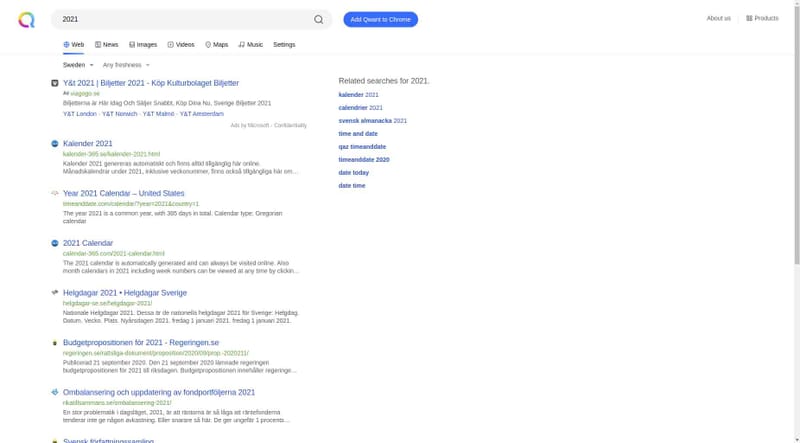 2021
Add Qwant to Chrome
About us
Products
Web
News
Images
Videos
Maps
Music
Settings
Sweden
Any freshness
Y&t 2021 | Biljetter 2021 - Köp Kulturbolaget Biljetter
Ad viagogo.se
Biljetterna är Här Idag Och Säljer Snabbt, Köp Dina Nu, Sverige Biljetter 2021
Y&T London · Y&T Norwich · Y&T Malmö · Y&T Amsterdam
Ads by Microsoft - Confidentiality
Kalender 2021
kalender-365.se/kalender-2021.html
Kalender 2021 genereras automatiskt och finns alltid tillgänglig här online.
Månadskalendrar under 2021, inklusive veckonummer, finns också tillgängliga här om…
Year 2021 Calendar – United States
timeanddate.com/calendar/?year=2021&country=1
The year 2021 is a common year, with 365 days in total. Calendar type: Gregorian
calendar
2021 Calendar
calendar-365.com/2021-calendar.html
The 2021 calendar is automatically generated and can always be visited online. Also
month calendars in 2021 including week numbers can be viewed at any time by clickin…
Helgdagar 2021 • Helgdagar Sverige
helgdagar-se.se/helgdagar-2021/
Nationale Helgdagar 2021. Dessa är de nationella helgdagar 2021 för Sverige: Helgdag.
Datum. Vecko. Plats. Nyårsdagen 2021. fredag 1 januari 2021. fredag 1 januari 2021.
Budgetpropositionen för 2021 - Regeringen.se
regeringen.se/rattsliga-dokument/proposition/2020/09/prop.-2020211/
Publicerad 21 september 2020. Den 21 september 2020 lämnade regeringen
budgetpropositionen för 2021 till riksdagen. Budgetpropositionen innehåller regeringe…
Ombalansering och uppdatering av fondportföljerna 2021
rikatillsammans.se/ombalansering-2021/
En stor problematik i dagsläget, 2021, är att räntorna är så låga att räntefonderna
tenderar inte ge någon avkastning. Eller snarare så här. De ger ungefär 1 procents…
Svensk författningssamling
Related searches for 2021.
kalender 2021
calendrier 2021
svensk almanacka 2021
time and date
qaz timeanddate
timeanddate 2020
date today
date time